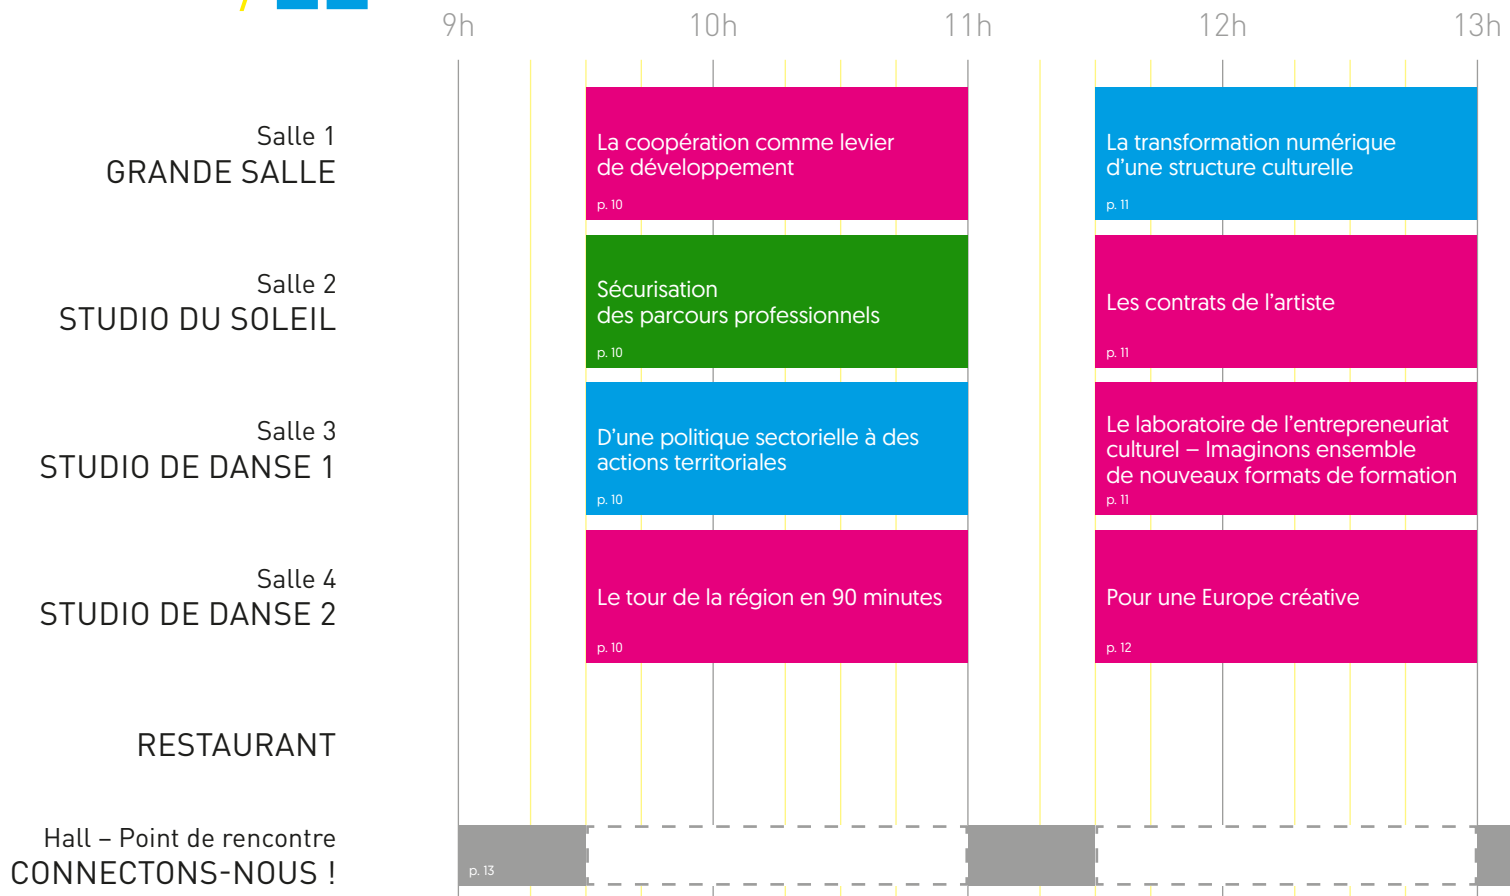 9h 10h 11h 12h 13h
Salle 1
GRANDE SALLE
La coopération comme levier
de développement
p. 10
La transformation numérique
d’une structure culturelle
p. 11
Salle 2
STUDIO DU SOLEIL
Sécurisation
des parcours professionnels
p. 10
Les contrats de l’artiste
p. 11
Salle 3
STUDIO DE DANSE 1
D’une politique sectorielle à des
actions territoriales
p. 10
Le laboratoire de l’entrepreneuriat
culturel – Imaginons ensemble
de nouveaux formats de formation
p. 11
Salle 4
STUDIO DE DANSE 2
Le tour de la région en 90 minutes
p. 10
Pour une Europe créative
p. 12
RESTAURANT
Hall – Point de rencontre
CONNECTONS-NOUS !
p. 13